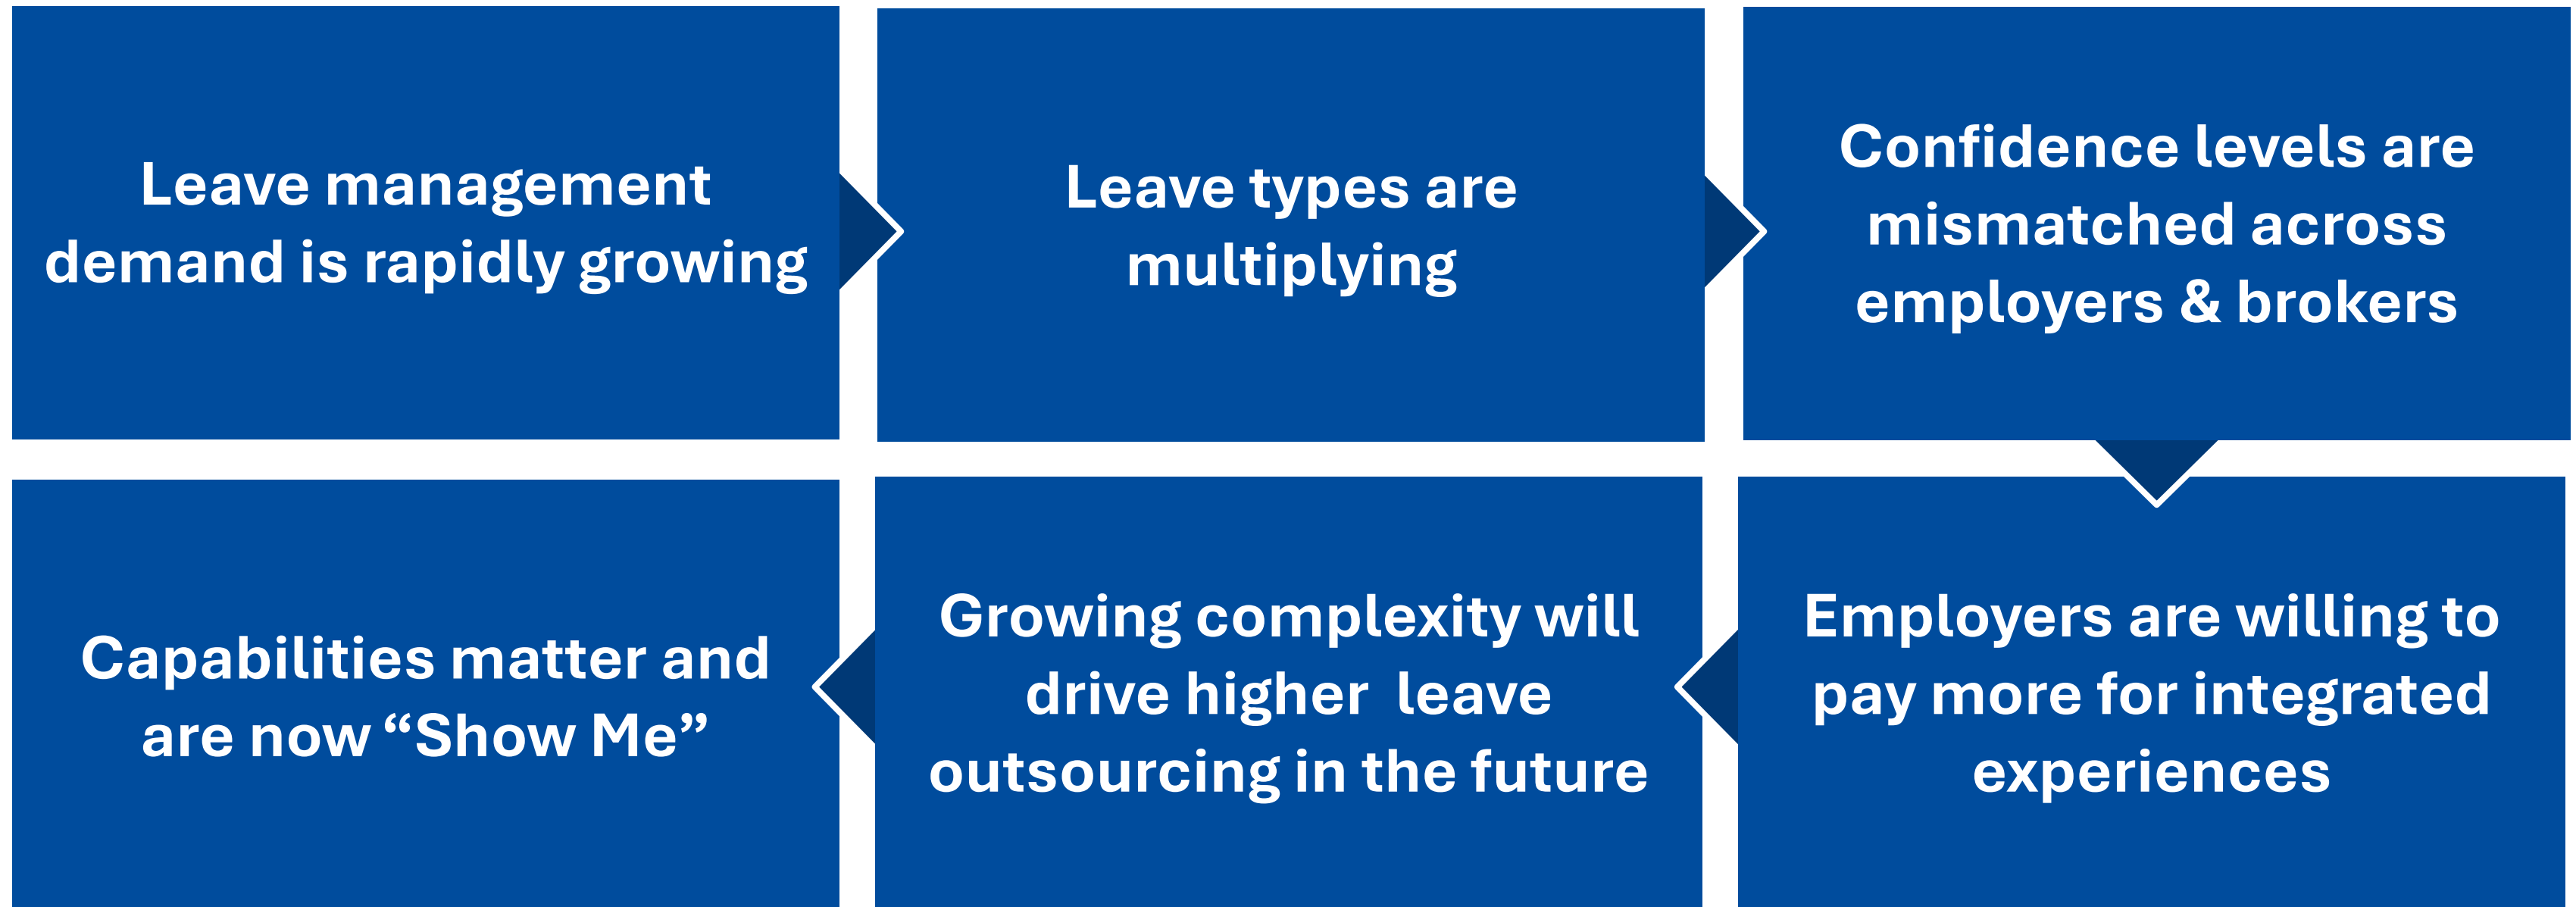 Leave management
demand is rapidly growing
Leave types are
multiplying
Confidence levels are
mismatched across
employers & brokers
Employers are willing to
pay more for integrated
experiences
Growing complexity will
drive higher  leave
outsourcing in the future
Capabilities matter and
are now “Show Me”